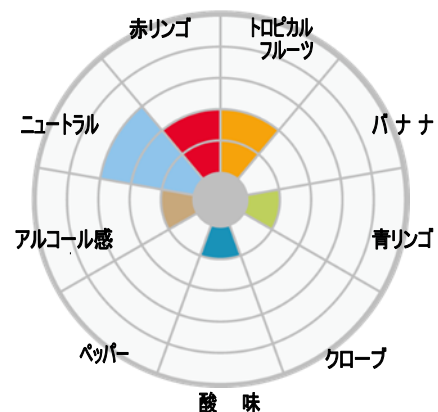 赤リンゴ
トロピカル
フルーツ
ニュートラル
バナナ
アルコール感
青リンゴ
ペッパー
クローブ
酸味